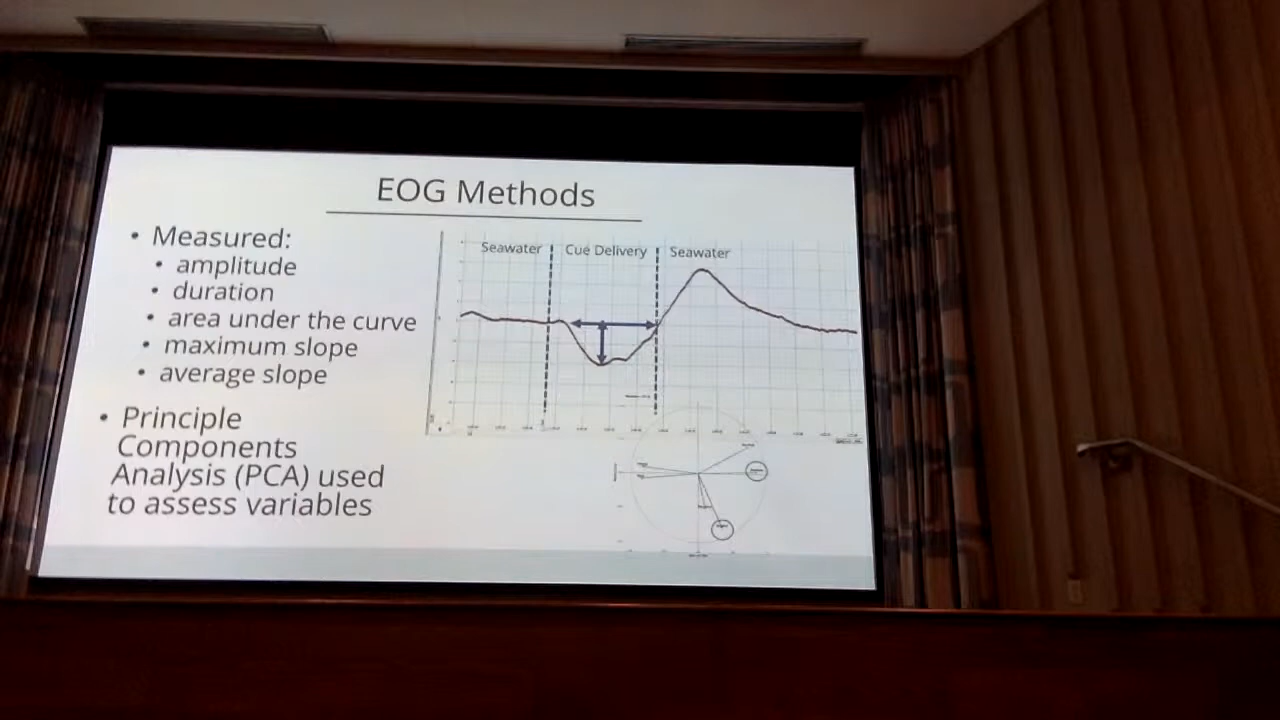 EOG Methods
• Measured:
• amplitude
• duration
• area under the curve
• maximum slope
• average slope
• Principle
Components
Analysis (PCA) used
to assess variables
Seawater
Cue Delivery
Seawater